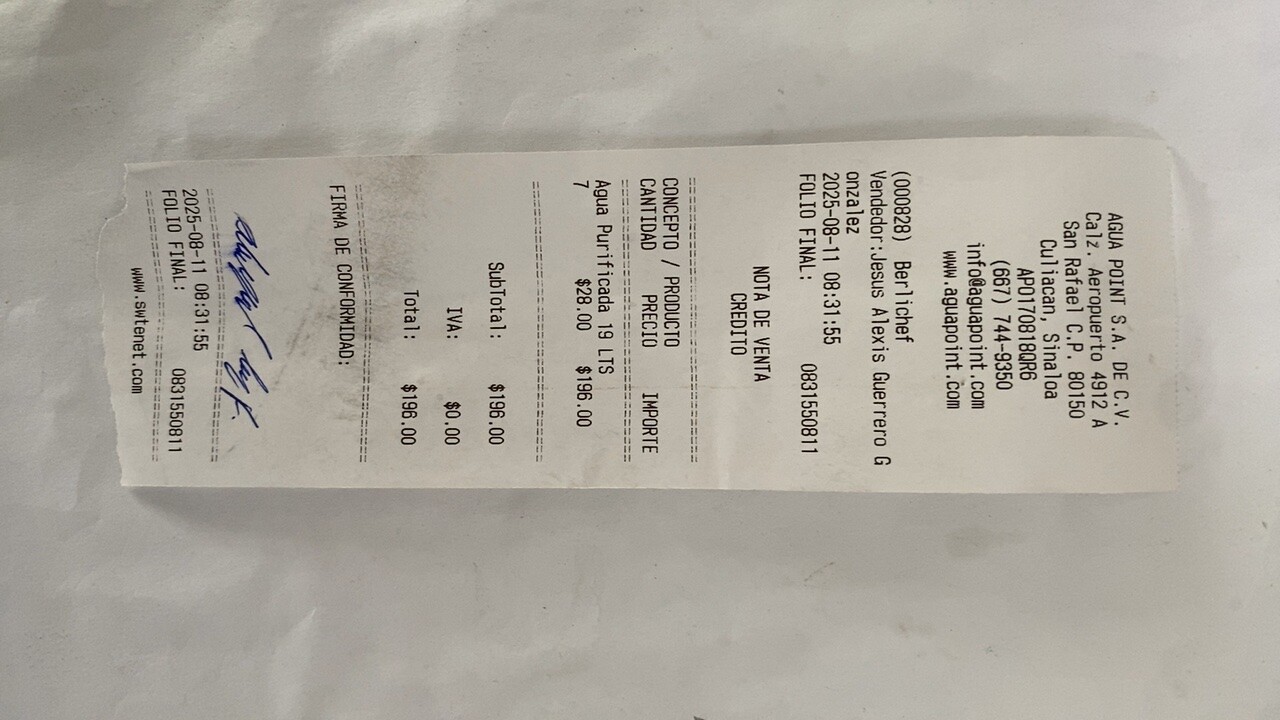 AGUA POINT S.A. DE C.V.
Calz. Aeropuerto 4912 A
San Rafael C.P. 80150
Culiacan, Sinaloa
APO170818QR6
(667) 744-9350
info@aguapoint.com
www.aguapoint.com
(000828) Berlichef
Vendedor:Jesus Alexis Guerrero G
onzalez
2025-08-11 08:31:55
FOLIO FINAL: 0831550811
NOTA DE VENTA
CREDITO
CONCEPTO / PRODUCTO
CANTIDAD PRECIO IMPORTE
Agua Purificada 19 LTS
7 $28.00 $196.00
SubTotal: $196.00
IVA: $0.00
Total: $196.00
FIRMA DE CONFORMIDAD:
2025-08-11 08:31:55
FOLIO FINAL: 0831550811
www.switenet.com